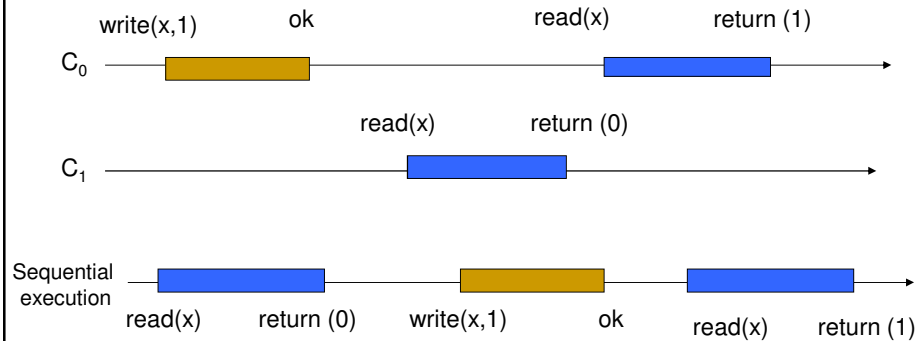 write(x,1) ok read(x) return (1)
C₀
read(x) return (0)
C₁
Sequential
execution
read(x) return (0) write(x,1) ok read(x) return (1)